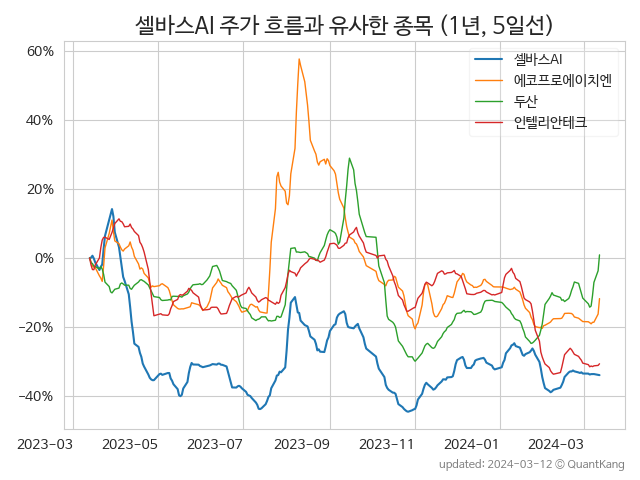 셀바스AI 주가 흐름과 유사한 종목 (1년, 5일선)
60%
40%
20%
0%
−20%
−40%
셀바스AI
에코프로에이치엔
두산
인텔리안테크
2023-03
2023-05
2023-07
2023-09
2023-11
2024-01
2024-03
updated: 2024-03-12 © QuantKang